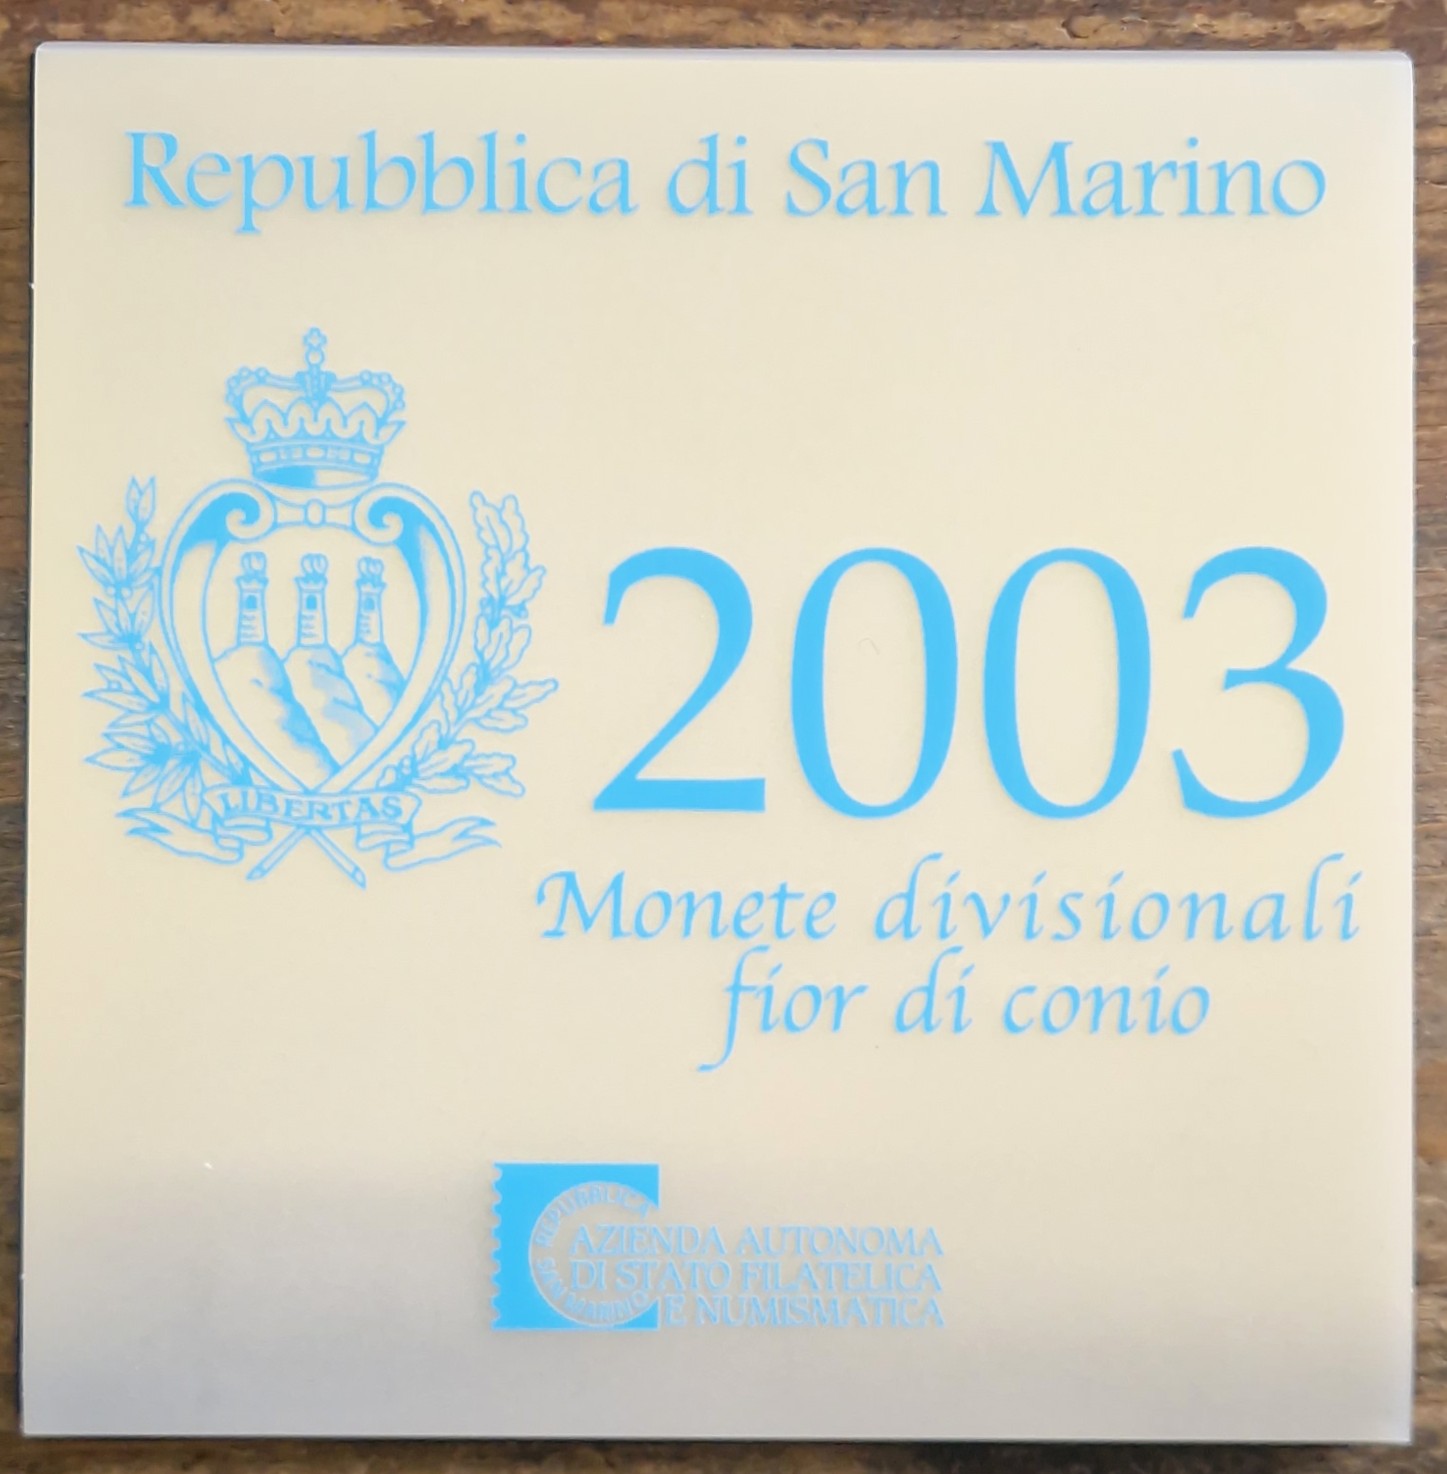 Repubblica di San Marino
LIBERTAS
2003
Monete divisionali
fior di conio
REPUBBLICA
SAN MARINO
AZIENDA AUTONOMA
DI STATO FILATELICA
E NUMISMATICA